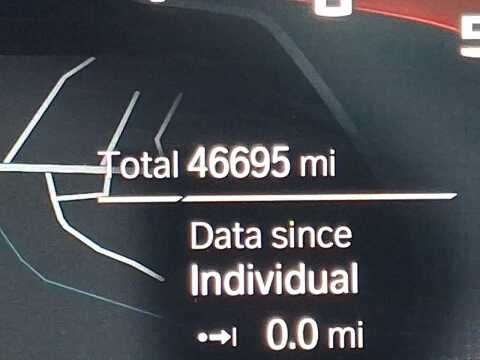 Total 46695 mi
Data since
Individual
0.0 mi